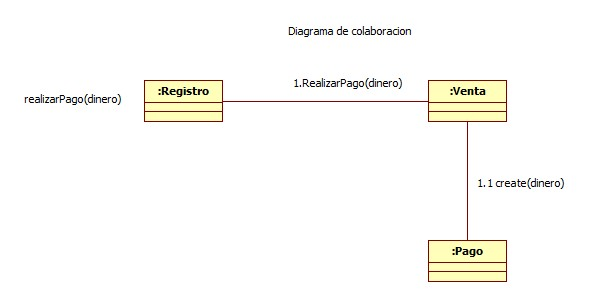 Diagrama de colaboracion
realizarPago(dinero)
:Registro
1.RealizarPago(dinero)
:Venta
1.1 create(dinero)
:Pago